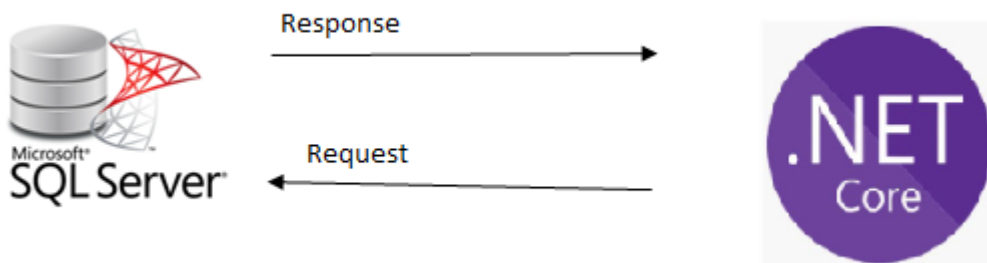 Response
Microsoft®
SQL Server®
Request
.NET
Core